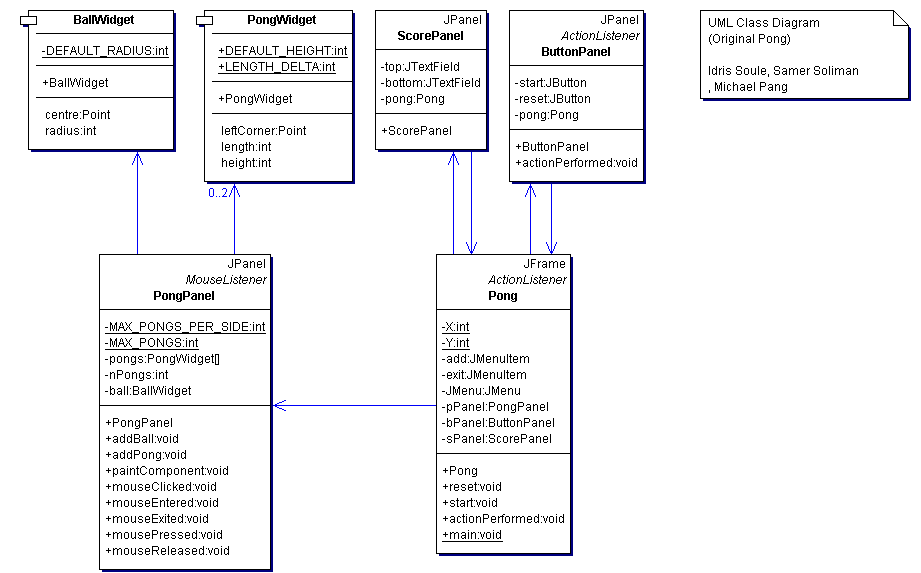 BallWidget
-DEFAULT_RADIUS:int
+BallWidget
centre:Point
radius:int
PongWidget
+DEFAULT_HEIGHT:int
+LENGTH_DELTA:int
+PongWidget
leftCorner:Point
length:int
height:int
JPanel
ScorePanel
-top:JTextField
-bottom:JTextField
-pong:Pong
+ScorePanel
JPanel
ActionListener
ButtonPanel
-start:JButton
-reset:JButton
-pong:Pong
+ButtonPanel
+actionPerformed:void
UML Class Diagram
(Original Pong)
Idris Soule, Samer Soliman
, Michael Pang
0..2
JPanel
MouseListener
PongPanel
-MAX_PONGS_PER_SIDE:int
-MAX_PONGS:int
-pongs:PongWidget[]
-nPongs:int
-ball:BallWidget
+PongPanel
+addBall:void
+addPong:void
+paintComponent:void
+mouseClicked:void
+mouseEntered:void
+mouseExited:void
+mousePressed:void
+mouseReleased:void
JFrame
ActionListener
Pong
-X:int
-Y:int
-add:JMenuItem
-exit:JMenuItem
-JMenu:JMenu
-pPanel:PongPanel
-bPanel:ButtonPanel
-sPanel:ScorePanel
+Pong
+reset:void
+start:void
+actionPerformed:void
+main:void